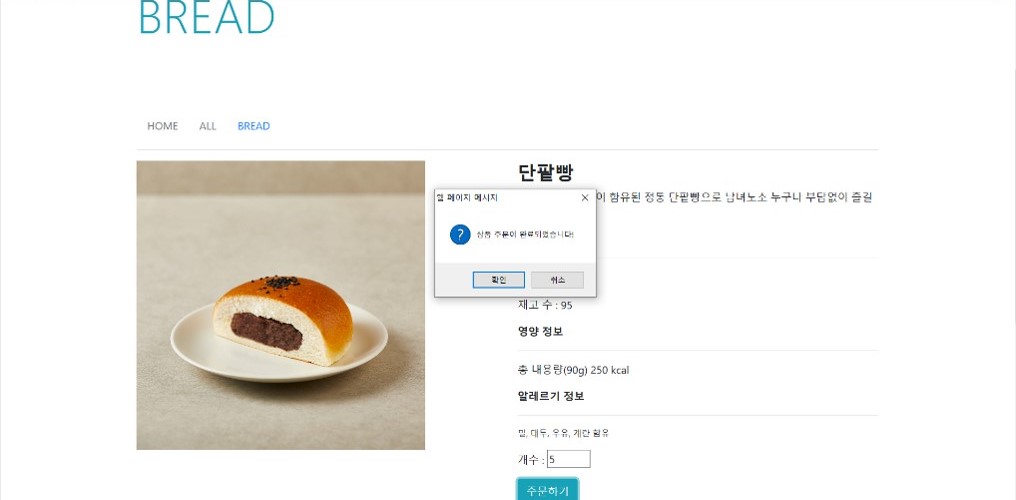 BREAD
HOME ALL BREAD
단팥빵
이 함유된 정통 단팥빵으로 남녀노소 누구니 부담없이 즐길
웹 페이지 메시지
상품 주문이 완료되었습니다!
확인 취소
재고 수 : 95
영양 정보
총 내용량(90g) 250 kcal
알레르기 정보
밀, 대두, 우유, 계란 함유
개수 : 5
주문하기